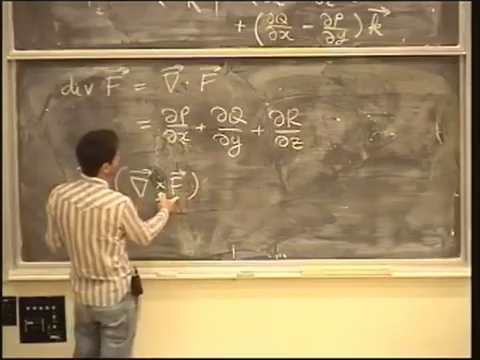 + (∂Q/∂x - ∂P/∂y) k⃗
div F⃗ = ∇⃗ · F⃗
= ∂P/∂x + ∂Q/∂y + ∂R/∂z
(∇⃗ × F⃗)